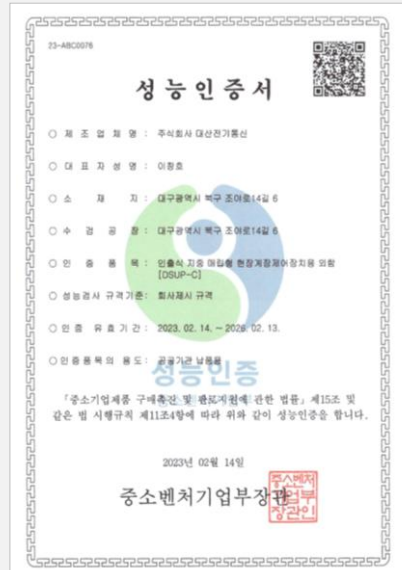 23-ABC0076
성능인증서
○ 제 조 업 체 명 : 주식회사 대산전기통신
○ 대 표 자 성 명 : 이창호
○ 소 재 지 : 대구광역시 북구 조야로14길 6
○ 수 검 공 장 : 대구광역시 북구 조야로14길 6
○ 인 증 품 목 : 인출식 지중 매립형 현장계장제어장치용 외함
[DSUP-C]
○ 성능검사 규격기준: 회사제시 규격
○ 인증 유효기간 : 2023. 02. 14. ~ 2026. 02. 13.
○ 인증품목의 용도: 공공기관 납품용
성능인증
「중소기업제품 구매촉진 및 판로지원에 관한 법률」 제15조 및
같은 법 시행규칙 제11조4항에 따라 위와 같이 성능인증을 합니다.
2023년 02월 14일
중소벤처기업부장관
중소벤처
기업부
장관인